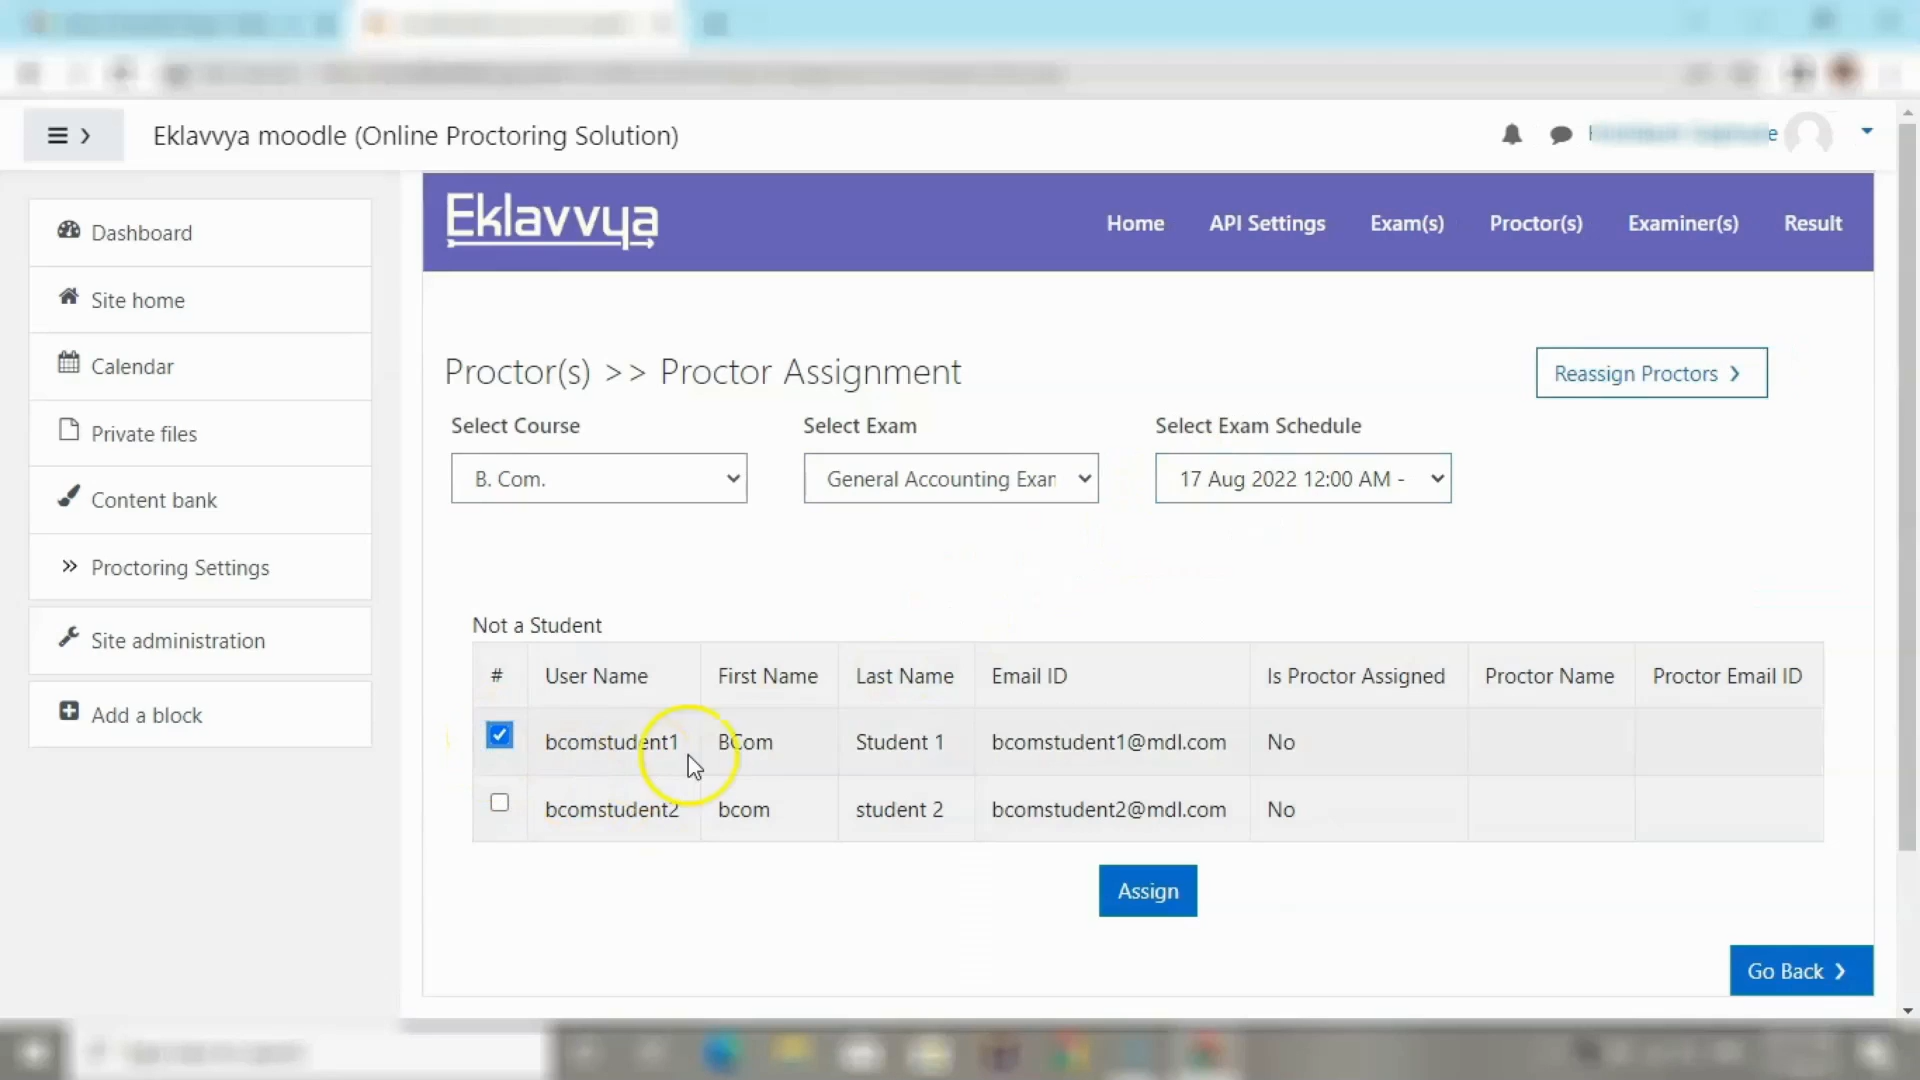 Eklavvya moodle (Online Proctoring Solution)
Dashboard
Site home
Calendar
Private files
Content bank
Proctoring Settings
Site administration
Add a block
Eklavvya
Home API Settings Exam(s) Proctor(s) Examiner(s) Result
Proctor(s) >> Proctor Assignment
Reassign Proctors
Select Course Select Exam Select Exam Schedule
B. Com. General Accounting Exar 17 Aug 2022 12:00 AM -
Not a Student
# User Name First Name Last Name Email ID Is Proctor Assigned Proctor Name Proctor Email ID
bcomstudent1 BCom Student 1 bcomstudent1@mdl.com No
bcomstudent2 bcom student 2 bcomstudent2@mdl.com No
Assign
Go Back